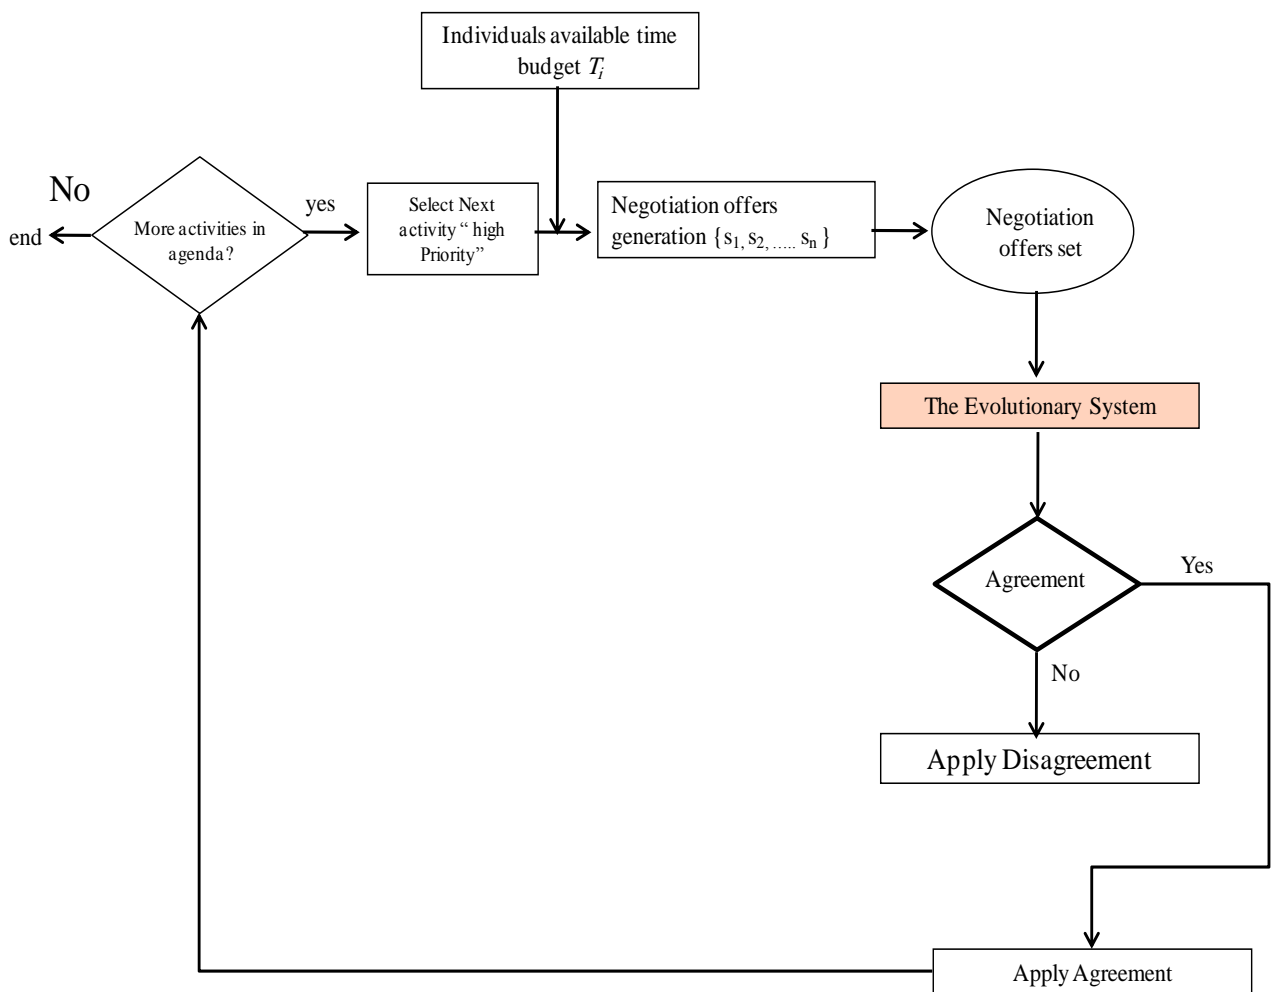 Individuals available time
budget Ti
No
yes
end
More activities in
agenda?
Select Next
activity “ high
Priority”
Negotiation offers
generation {s1, s2, ..... sn }
Negotiation
offers set
The Evolutionary System
Agreement
Yes
No
Apply Disagreement
Apply Agreement